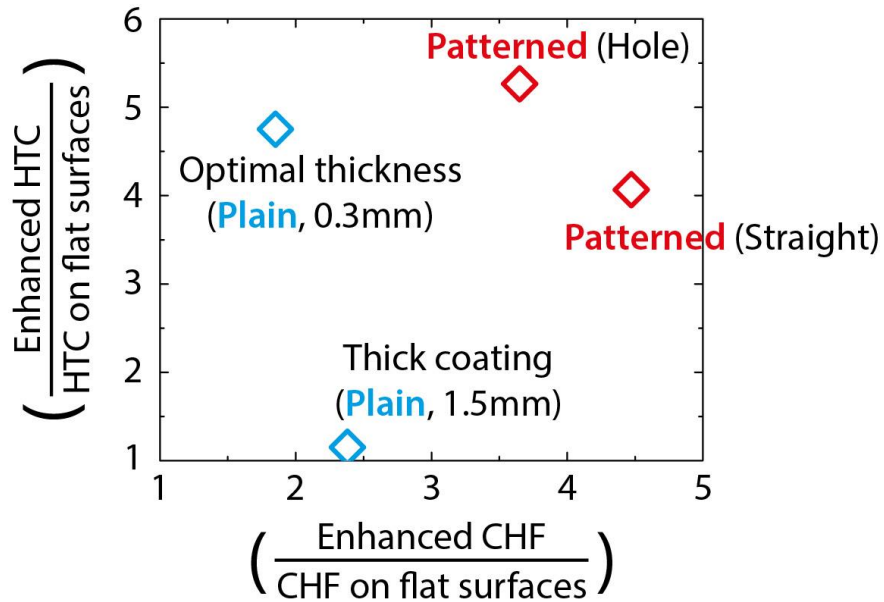 6
Patterned (Hole)
5
Optimal thickness
(Plain, 0.3mm)
4
Patterned (Straight)
3
Thick coating
2
(Plain, 1.5mm)
1
1 2 3 4 5
(Enhanced HTC
HTC on flat surfaces)
(Enhanced CHF
CHF on flat surfaces)